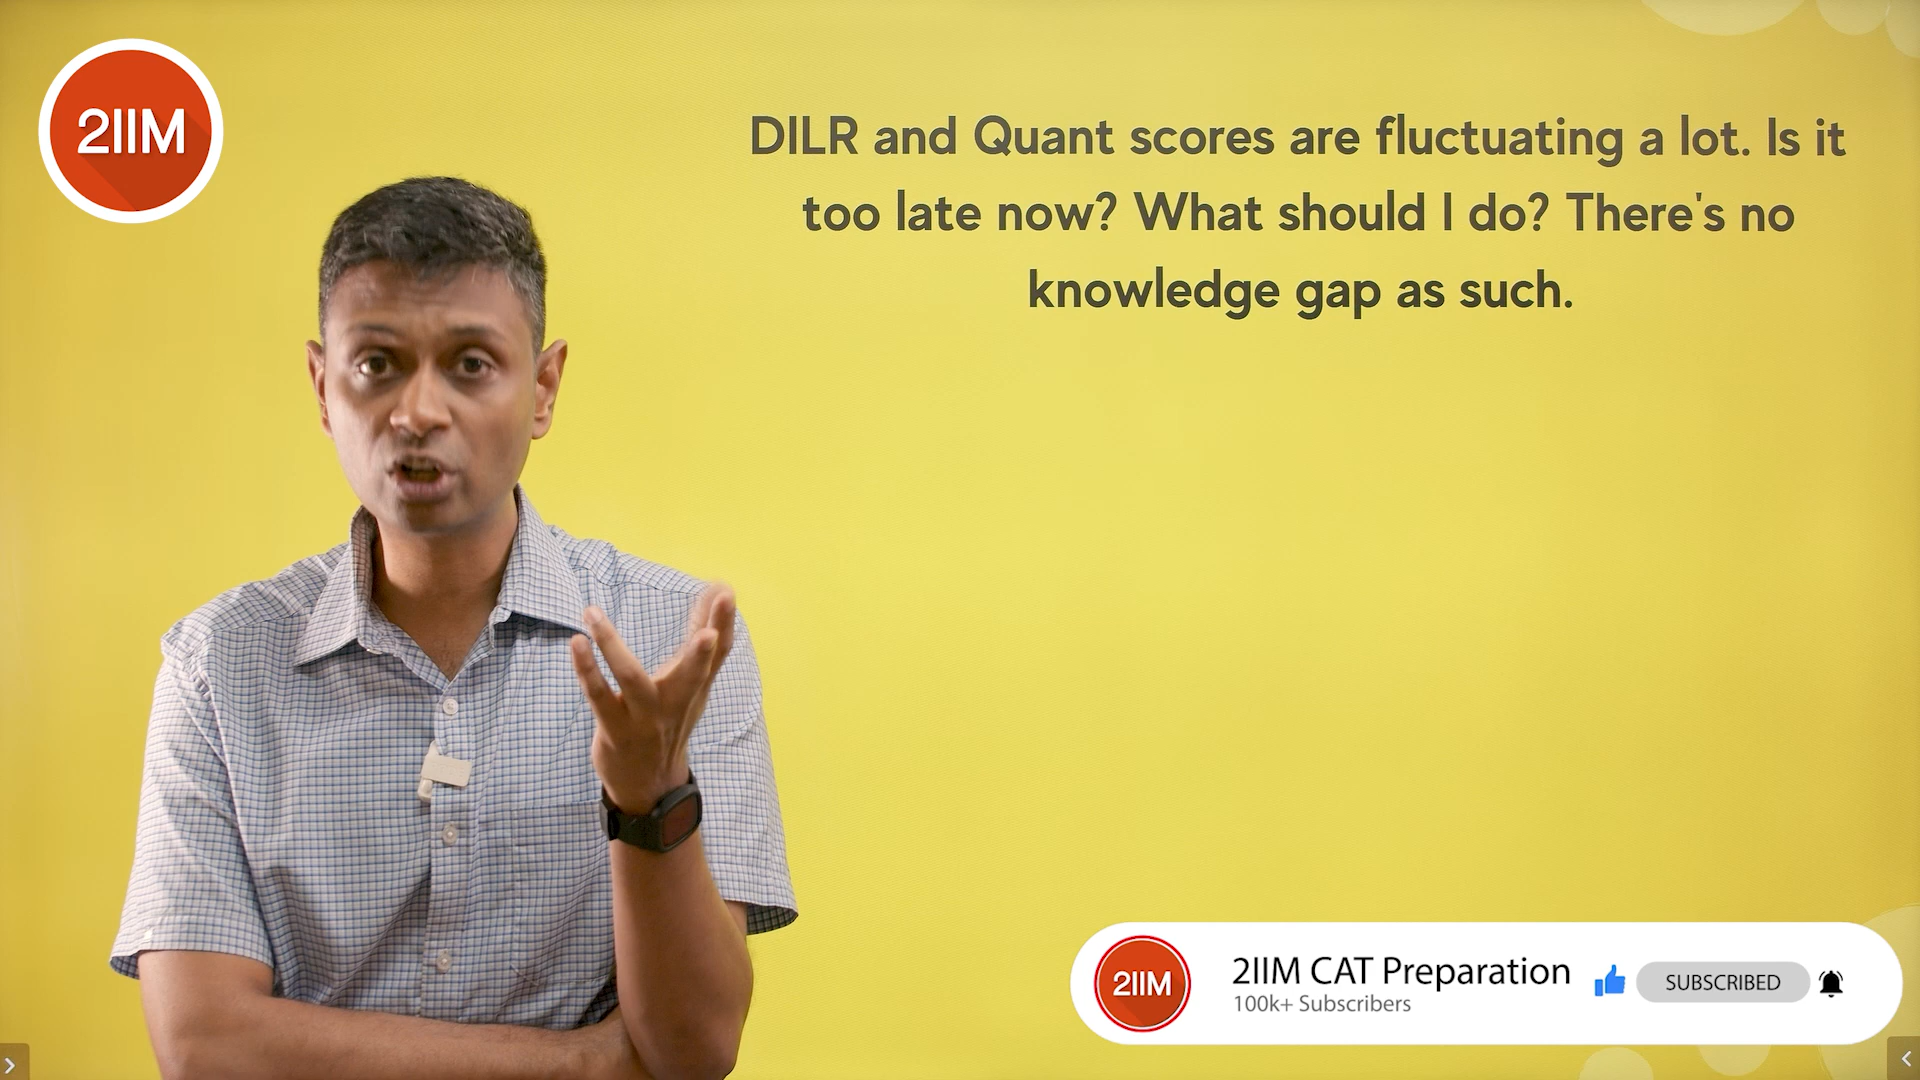 2IIM
DILR and Quant scores are fluctuating a lot. Is it
too late now? What should I do? There's no
knowledge gap as such.
2IIM
2IIM CAT Preparation
100k+ Subscribers
SUBSCRIBED